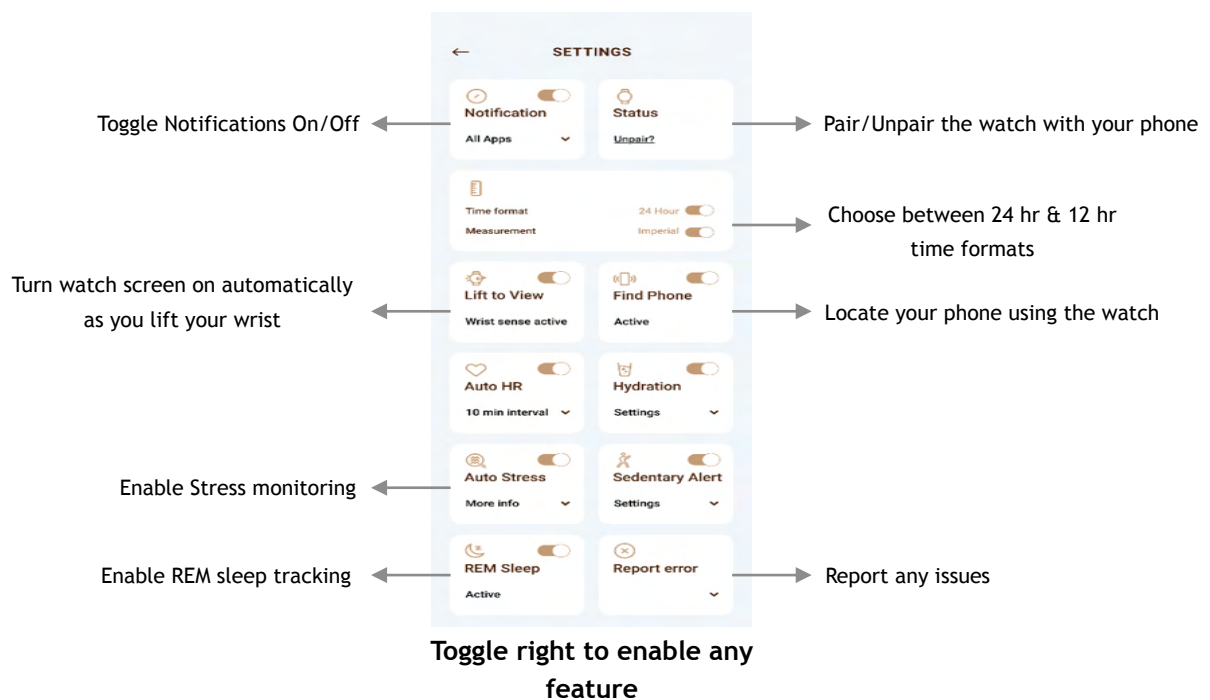 SETTINGS
Toggle Notifications On/Off
Notification
All Apps
Status
Unpair?
Pair/Unpair the watch with your phone
Time format
24 Hour
Measurement
Imperial
Choose between 24 hr & 12 hr
time formats
Turn watch screen on automatically
as you lift your wrist
Lift to View
Wrist sense active
Find Phone
Active
Locate your phone using the watch
Auto HR
10 min interval
Hydration
Settings
Enable Stress monitoring
Auto Stress
More info
Sedentary Alert
Settings
Enable REM sleep tracking
REM Sleep
Active
Report error
Report any issues
Toggle right to enable any
feature